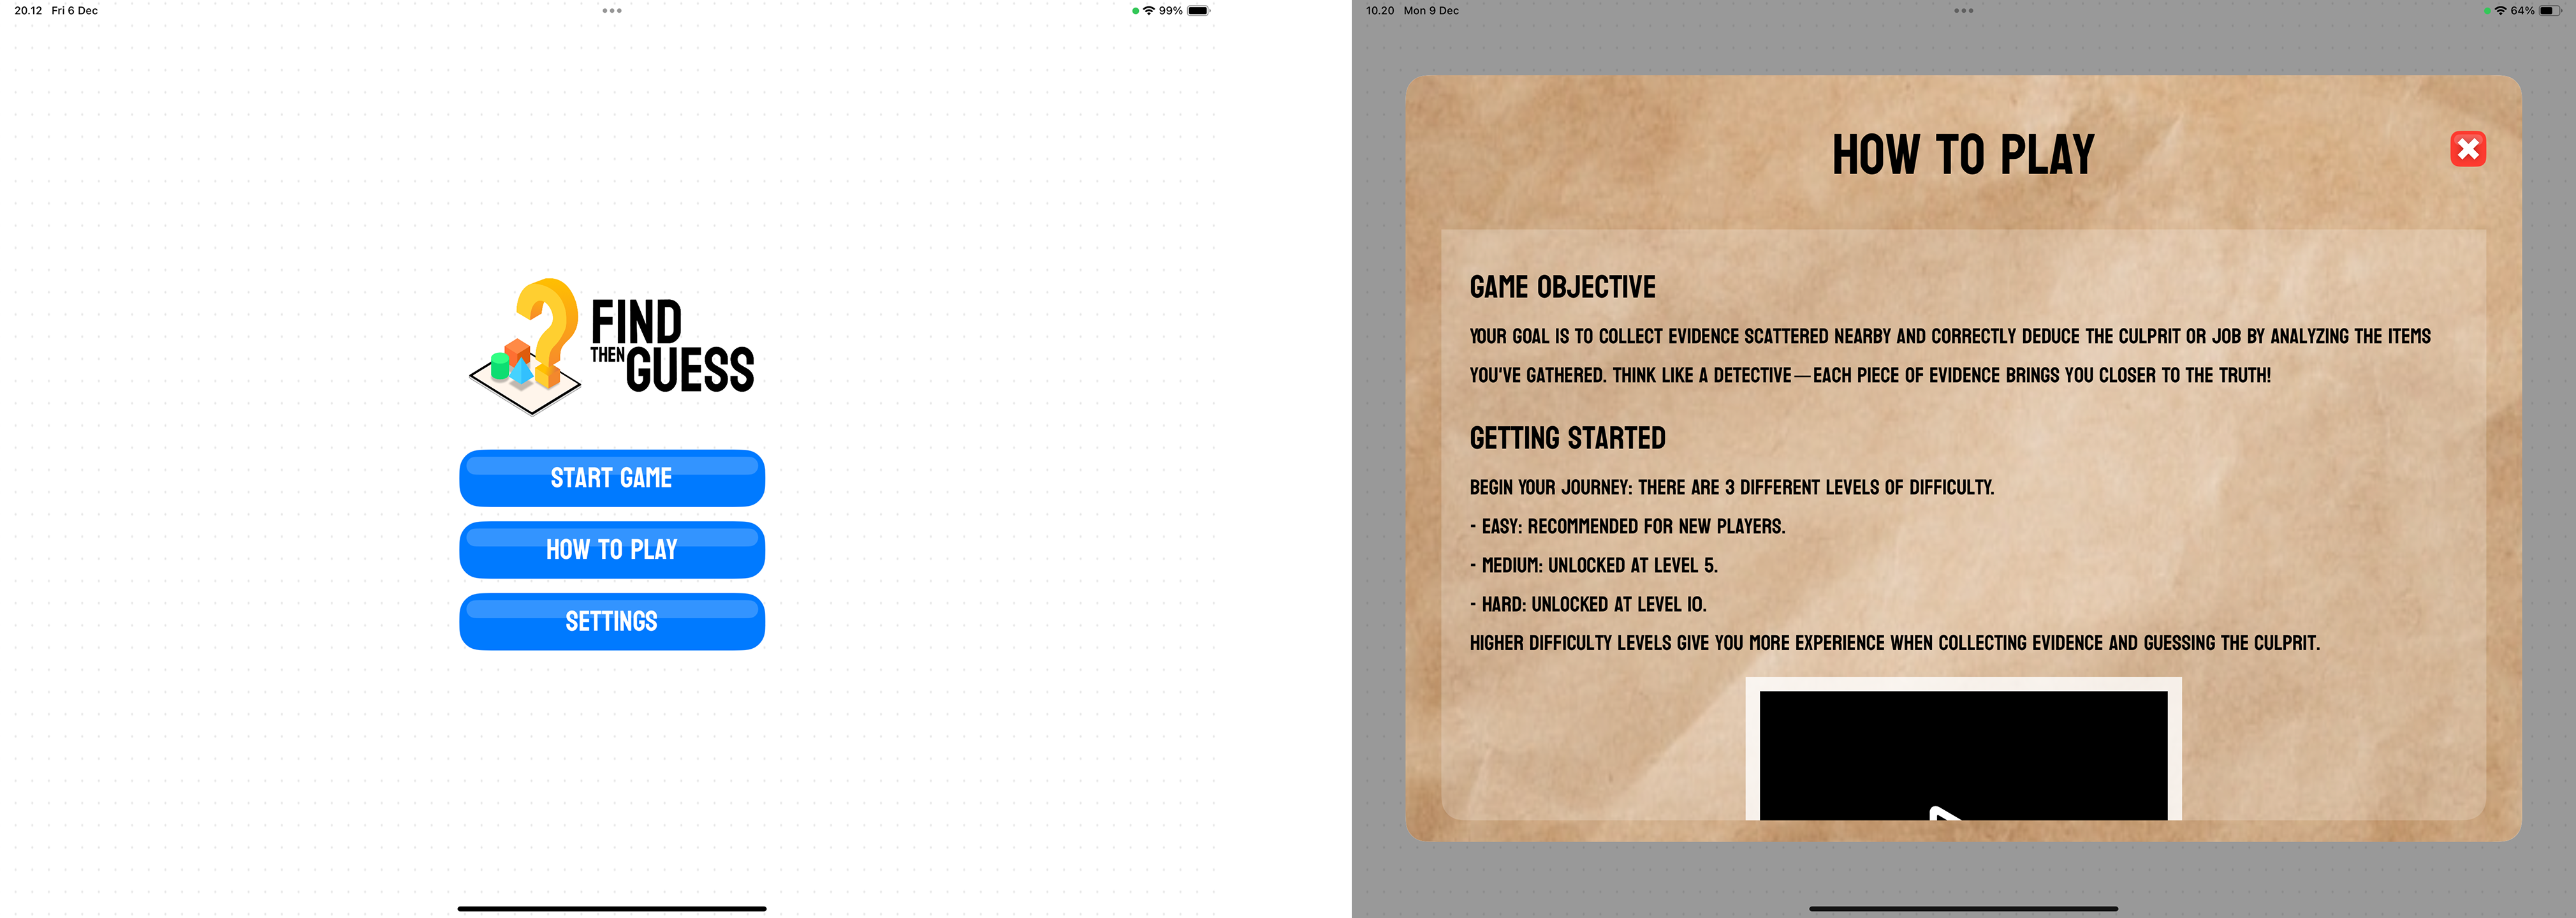 20.12 Fri 6 Dec
99%
FIND
THEN GUESS
START GAME
HOW TO PLAY
SETTINGS
10.20 Mon 9 Dec
64%
HOW TO PLAY
GAME OBJECTIVE
YOUR GOAL IS TO COLLECT EVIDENCE SCATTERED NEARBY AND CORRECTLY DEDUCE THE CULPRIT OR JOB BY ANALYZING THE ITEMS
YOU'VE GATHERED. THINK LIKE A DETECTIVE—EACH PIECE OF EVIDENCE BRINGS YOU CLOSER TO THE TRUTH!
GETTING STARTED
BEGIN YOUR JOURNEY: THERE ARE 3 DIFFERENT LEVELS OF DIFFICULTY.
- EASY: RECOMMENDED FOR NEW PLAYERS.
- MEDIUM: UNLOCKED AT LEVEL 5.
- HARD: UNLOCKED AT LEVEL 10.
HIGHER DIFFICULTY LEVELS GIVE YOU MORE EXPERIENCE WHEN COLLECTING EVIDENCE AND GUESSING THE CULPRIT.